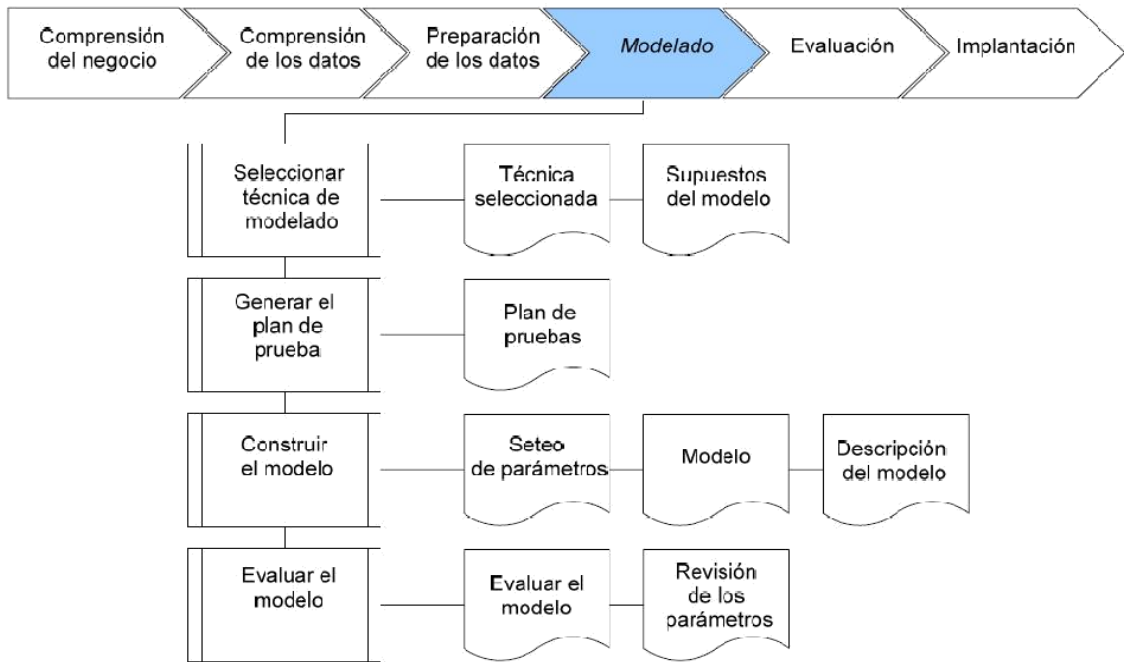 Comprensión
del negocio
Comprensión
de los datos
Preparación
de los datos
Modelado
Evaluación
Implantación
Seleccionar
técnica de
modelado
Técnica
seleccionada
Supuestos
del modelo
Generar el
plan de
prueba
Plan de
pruebas
Construir
el modelo
Seteo
de parámetros
Modelo
Descripción
del modelo
Evaluar el
modelo
Evaluar el
modelo
Revisión
de los
parámetros